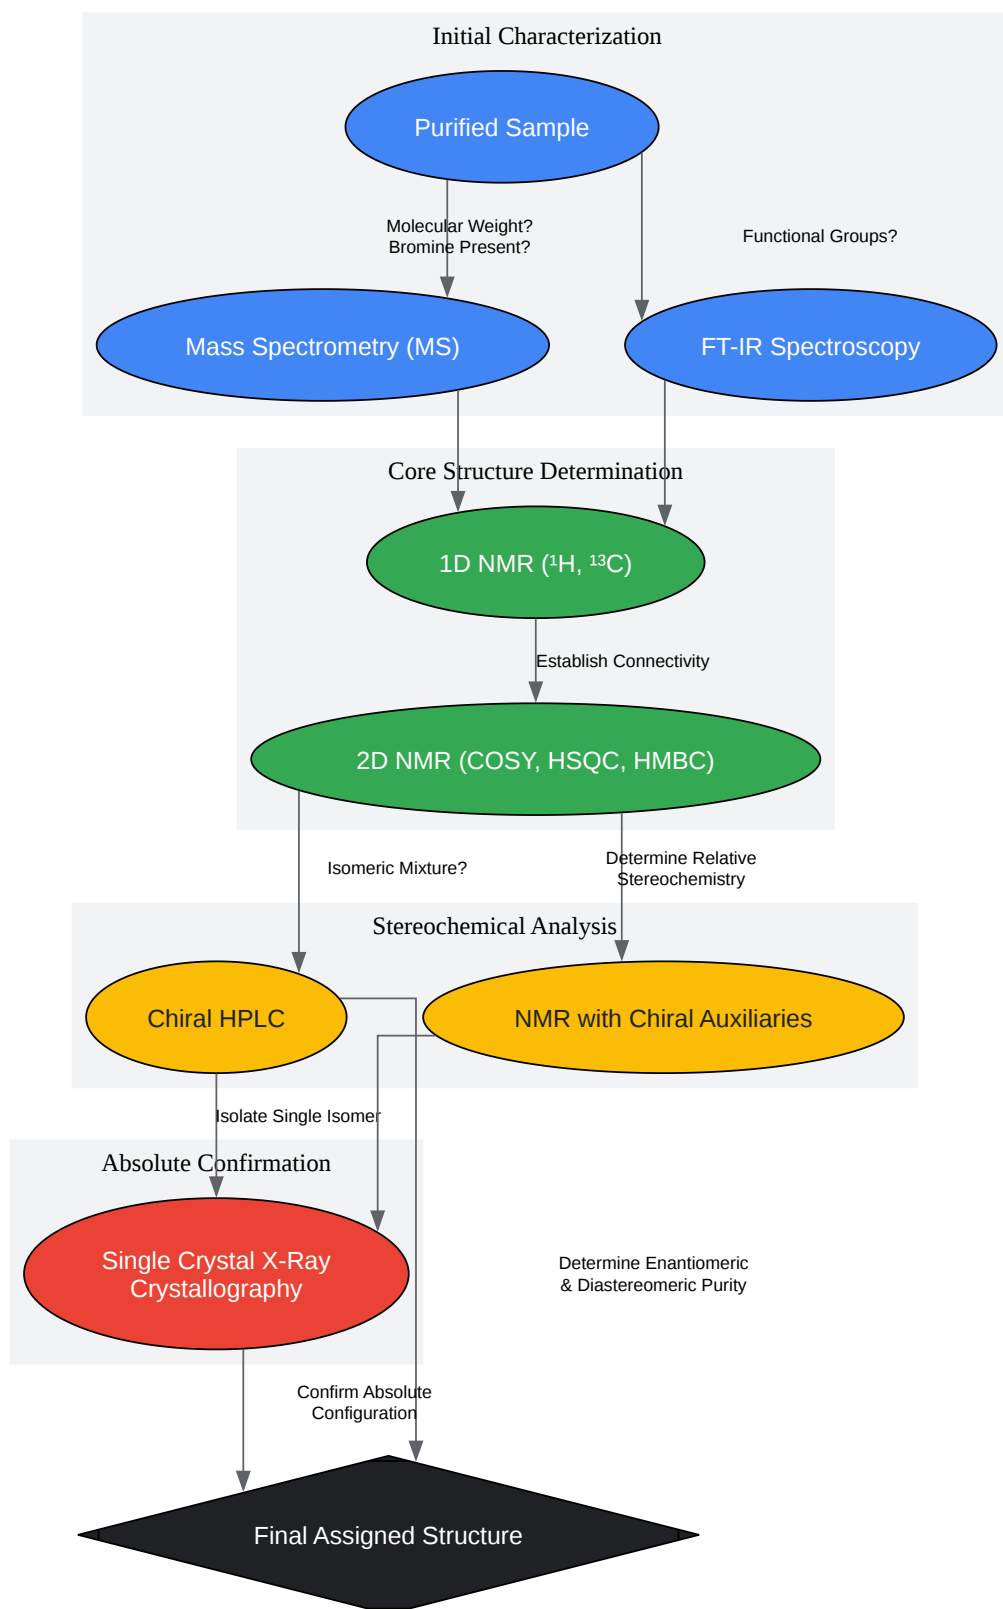 Initial Characterization
Purified Sample
Molecular Weight?
Bromine Present?
Functional Groups?
Mass Spectrometry (MS)
FT-IR Spectroscopy
Core Structure Determination
1D NMR (¹H, ¹³C)
Establish Connectivity
2D NMR (COSY, HSQC, HMBC)
Isomeric Mixture?
Determine Relative
Stereochemistry
Stereochemical Analysis
Chiral HPLC
NMR with Chiral Auxiliaries
Isolate Single Isomer
Absolute Confirmation
Single Crystal X-Ray
Crystallography
Determine Enantiomeric
& Diastereomeric Purity
Confirm Absolute
Configuration
Final Assigned Structure